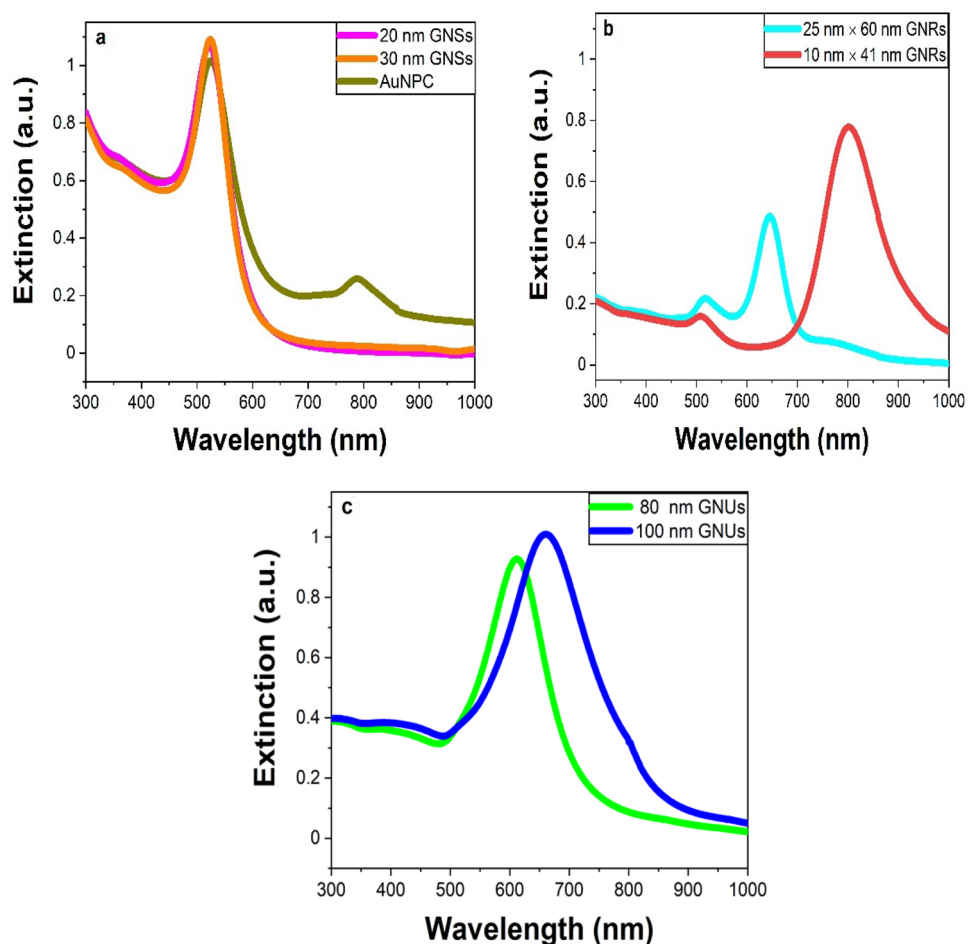 a
20 nm GNSs
30 nm GNSs
AuNPC
1
0.8
0.6
0.4
0.2
0
Extinction (a.u.)
300 400 500 600 700 800 900 1000
Wavelength (nm)
b
25 nm × 60 nm GNRs
10 nm × 41 nm GNRs
1
0.8
0.6
0.4
0.2
0
Extinction (a.u.)
300 400 500 600 700 800 900 1000
Wavelength (nm)
c
80 nm GNUs
100 nm GNUs
1
0.8
0.6
0.4
0.2
0
Extinction (a.u.)
300 400 500 600 700 800 900 1000
Wavelength (nm)